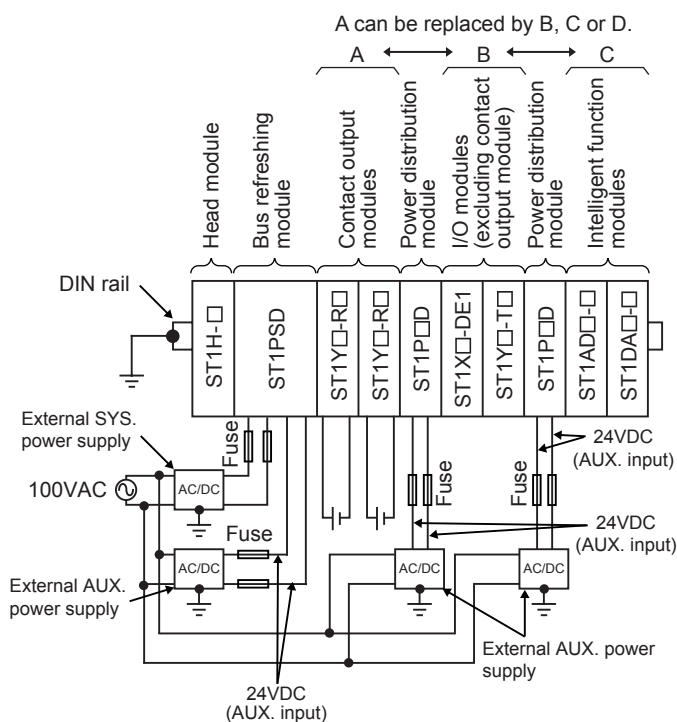 A can be replaced by B, C or D.
A
B
C
Head module
Bus refreshing
module
Contact output
modules
Power distribution
module
I/O modules
(excluding contact
output module)
Power distribution
module
Intelligent function
modules
DIN rail
ST1H-□
ST1PSD
ST1Y□-R□
ST1Y□-R□
ST1P□D
ST1X□-DE1
ST1Y□-T□
ST1P□D
ST1AD□-□
ST1DA□-□
External SYS.
power supply
Fuse
24VDC
(AUX. input)
100VAC
AC/DC
Fuse
Fuse
Fuse
24VDC
(AUX. input)
AC/DC
AC/DC
AC/DC
External AUX.
power supply
External AUX. power
supply
24VDC
(AUX. input)